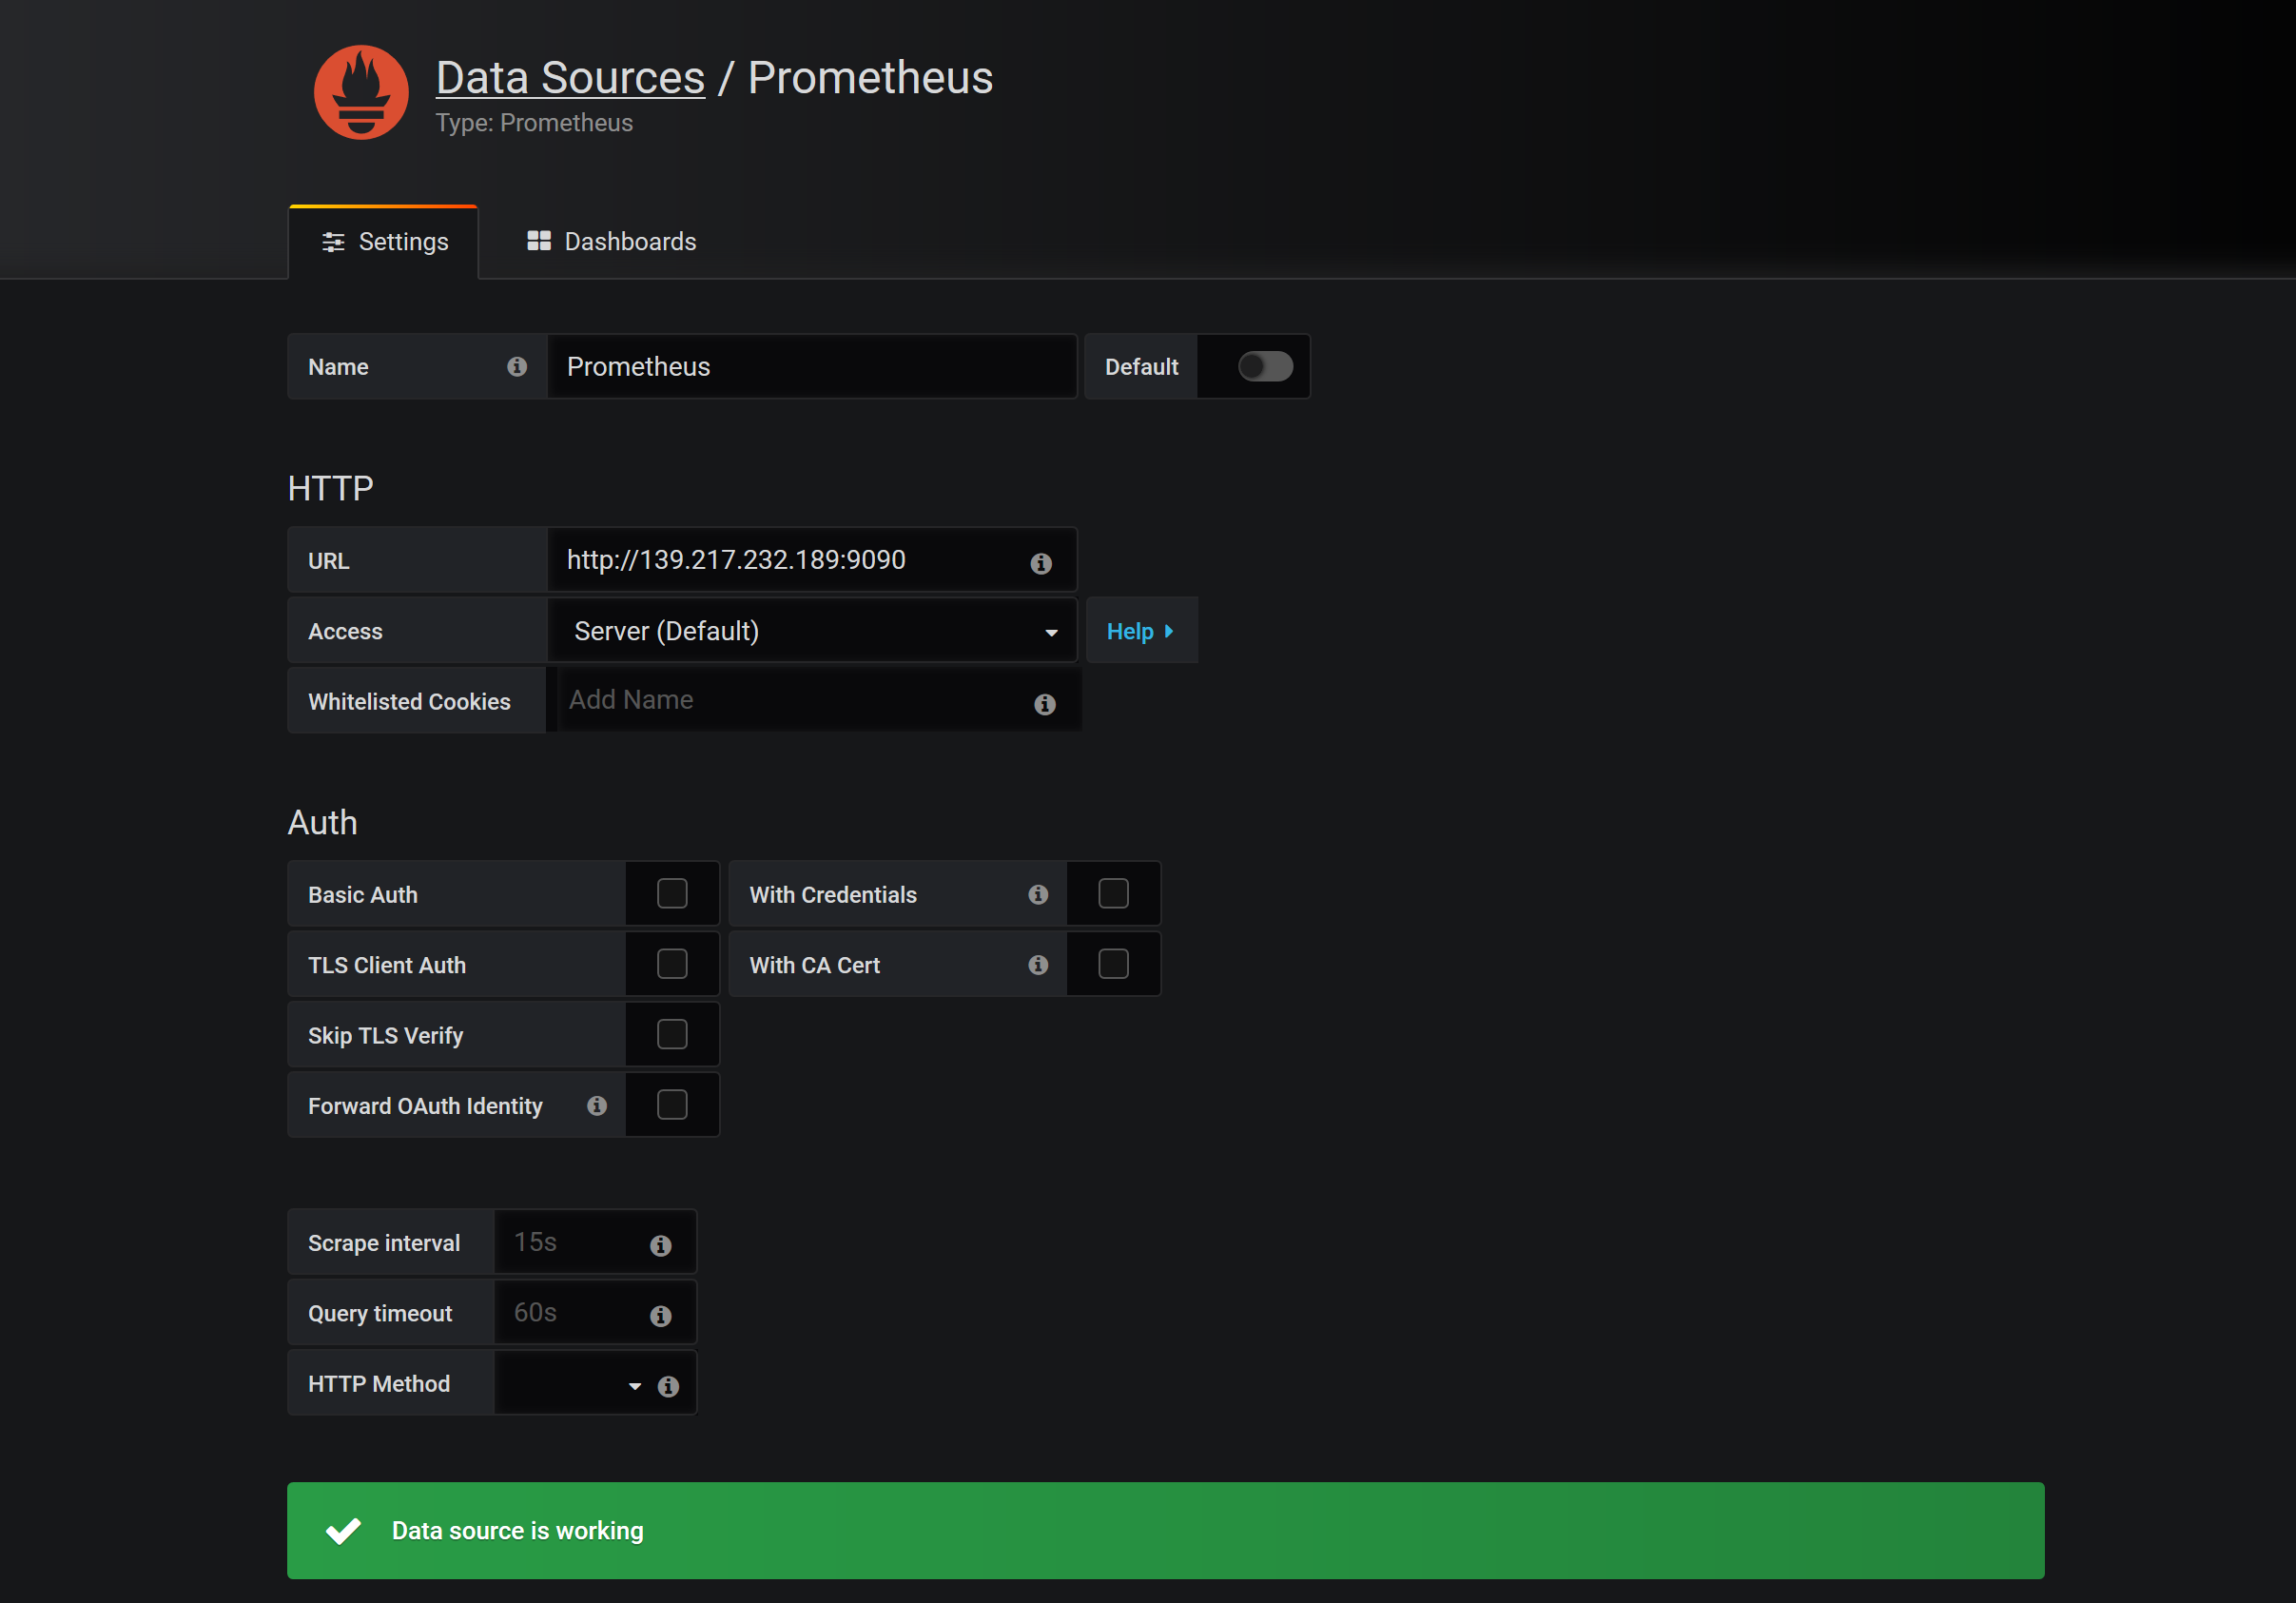 Data Sources / Prometheus
Type: Prometheus
Settings Dashboards
Name Prometheus Default
HTTP
URL http://139.217.232.189:9090
Access Server (Default) Help
Whitelisted Cookies Add Name
Auth
Basic Auth With Credentials
TLS Client Auth With CA Cert
Skip TLS Verify
Forward OAuth Identity
Scrape interval 15s
Query timeout 60s
HTTP Method
Data source is working